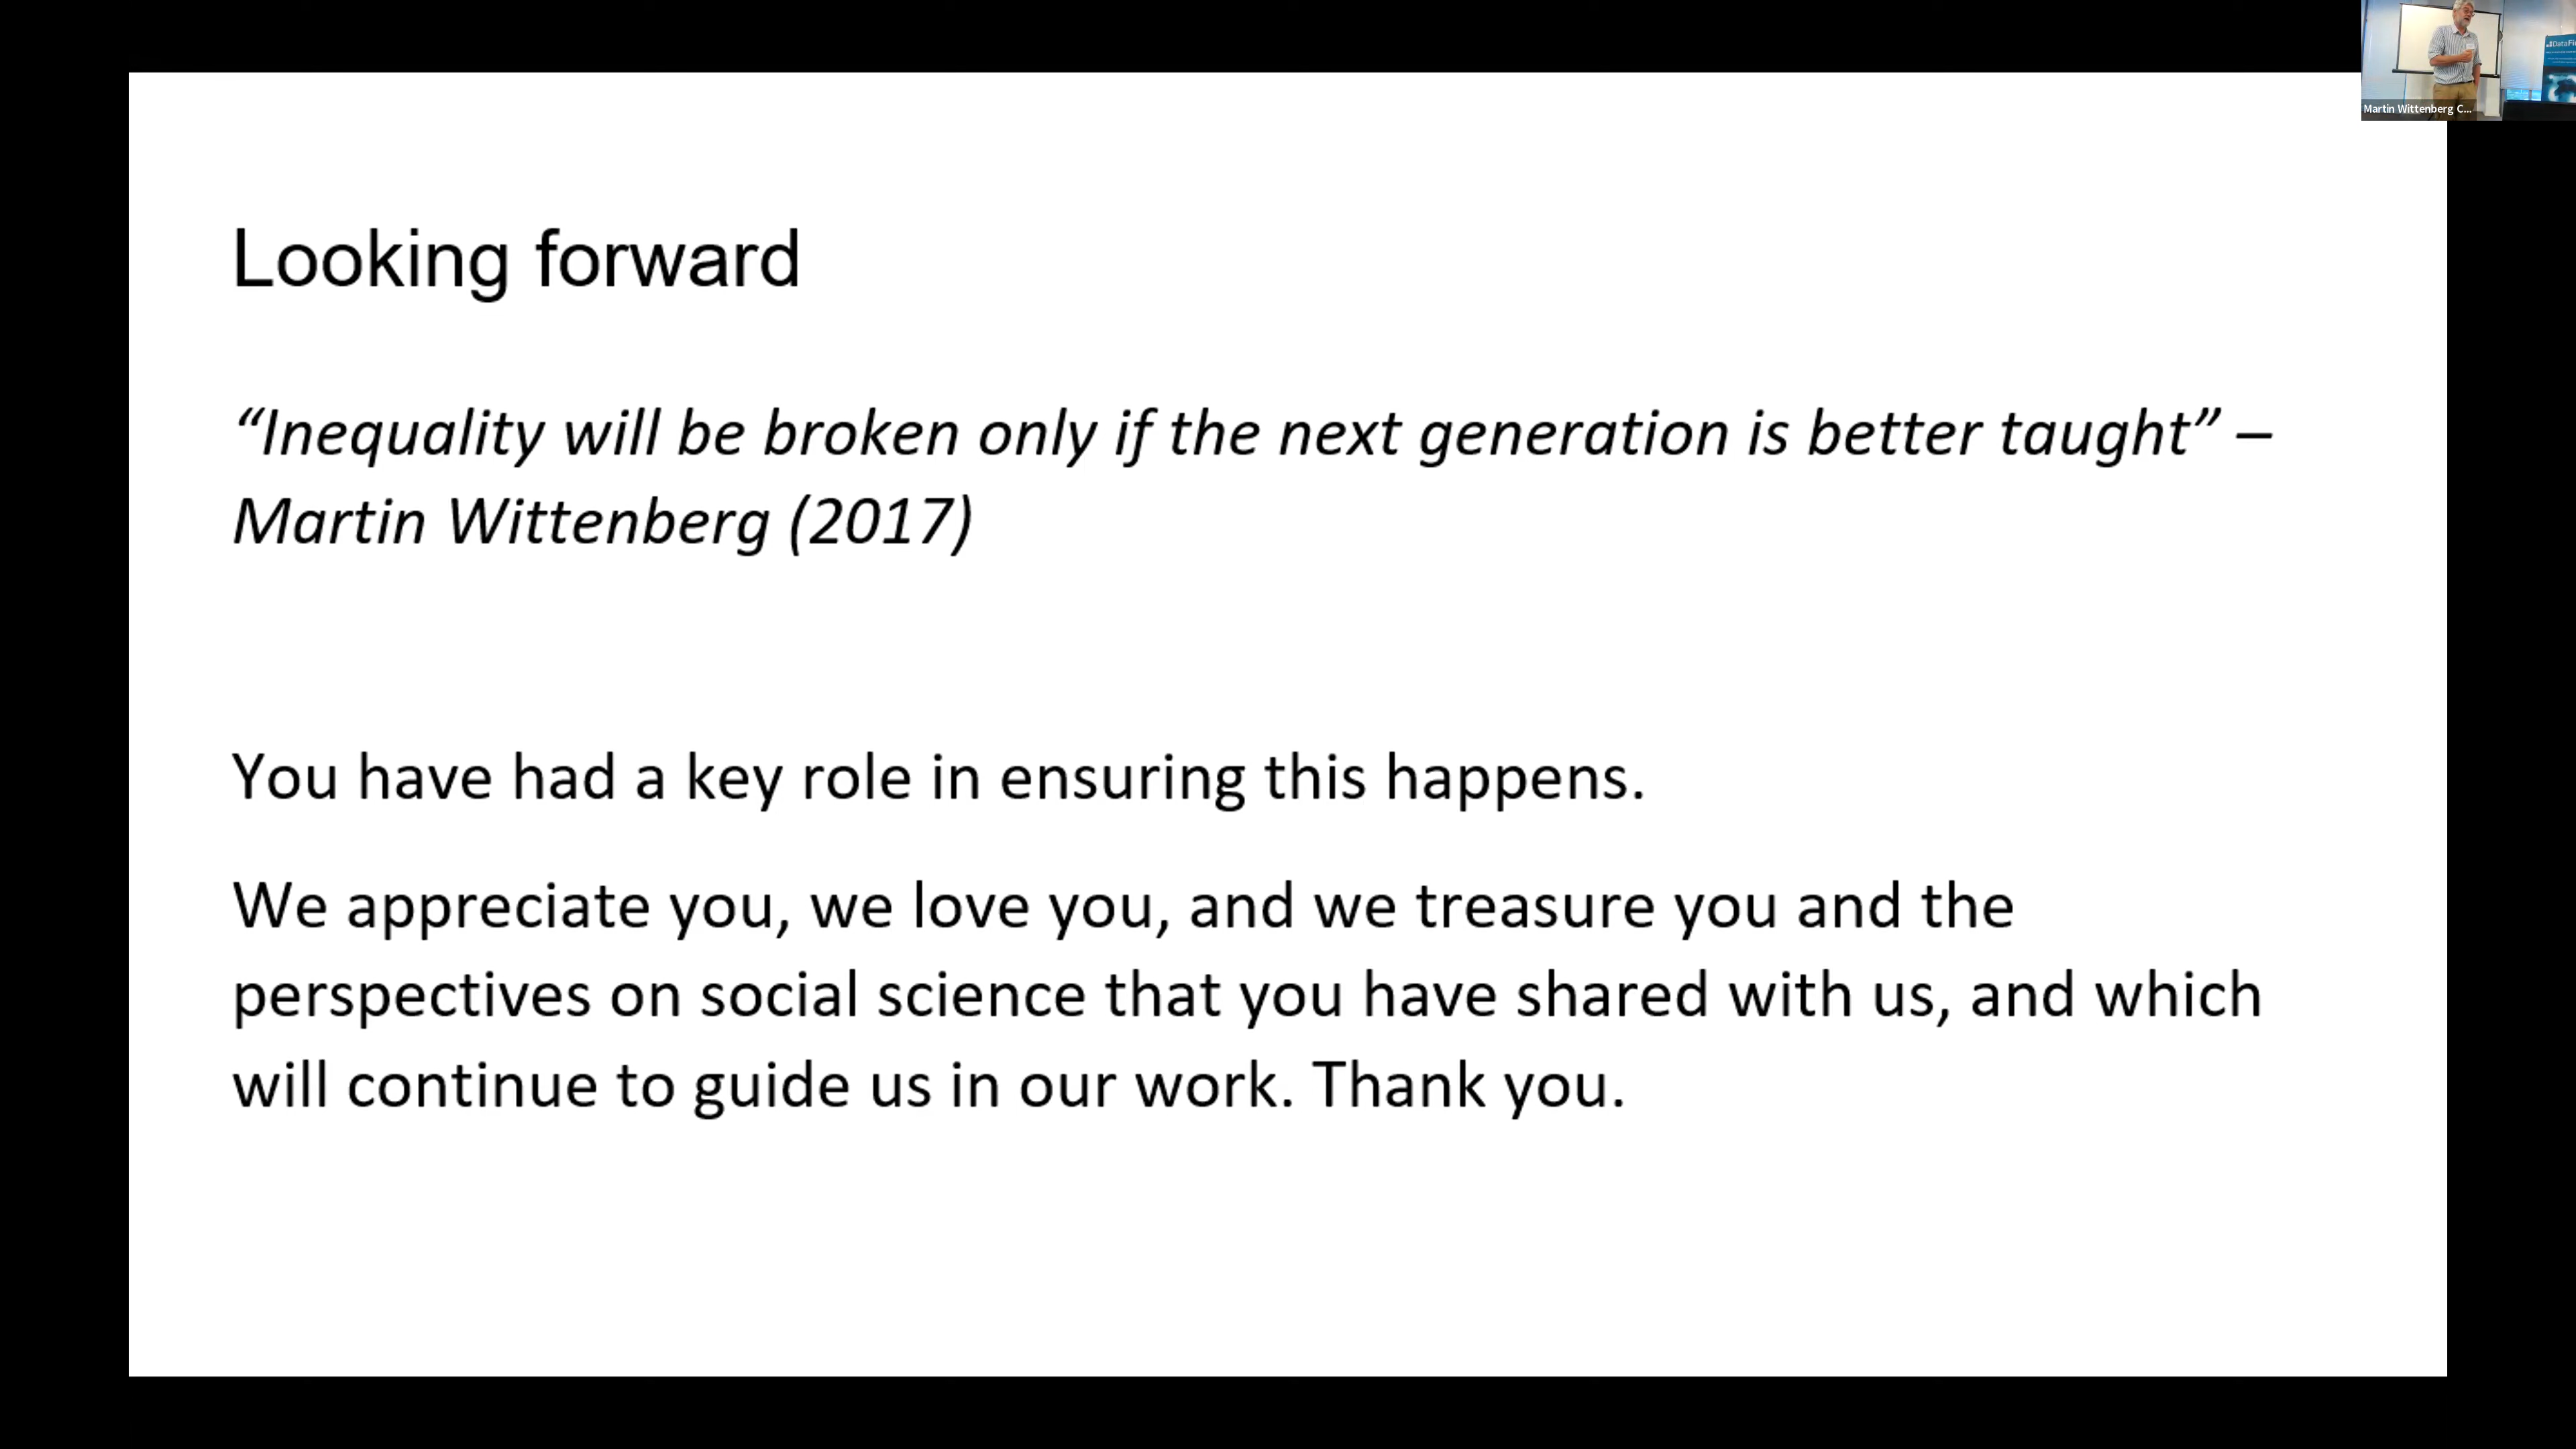 Looking forward
“Inequality will be broken only if the next generation is better taught” –
Martin Wittenberg (2017)
You have had a key role in ensuring this happens.
We appreciate you, we love you, and we treasure you and the
perspectives on social science that you have shared with us, and which
will continue to guide us in our work. Thank you.
DataFi
Martin Wittenberg C...